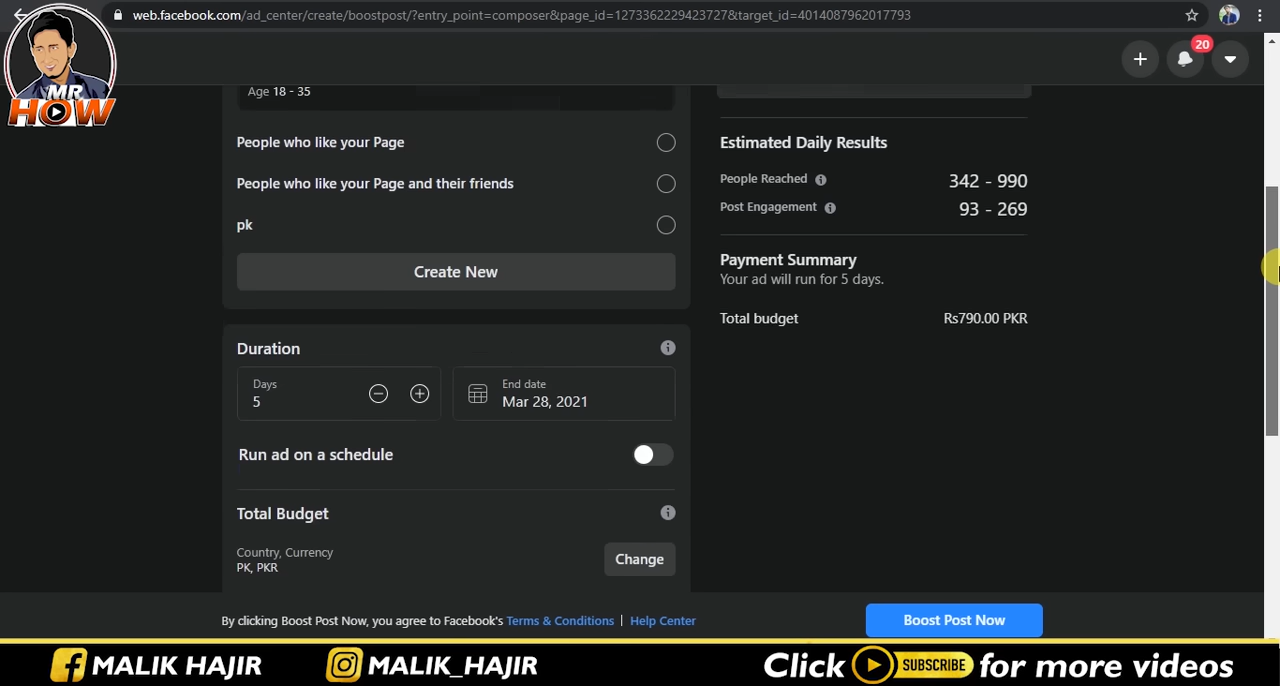 web.facebook.com/ad_center/create/boostpost/?entry_point=composer&page_id=1273362229423727&target_id=4014087962017793
20
MR
HOW
Age 18 - 35
People who like your Page
People who like your Page and their friends
pk
Create New
Duration
Days
5
End date
Mar 28, 2021
Run ad on a schedule
Total Budget
Country, Currency
PK, PKR
Change
Estimated Daily Results
People Reached 342 - 990
Post Engagement 93 - 269
Payment Summary
Your ad will run for 5 days.
Total budget Rs790.00 PKR
By clicking Boost Post Now, you agree to Facebook's Terms & Conditions | Help Center
Boost Post Now
MALIK HAJIR MALIK_HAJIR Click SUBSCRIBE for more videos